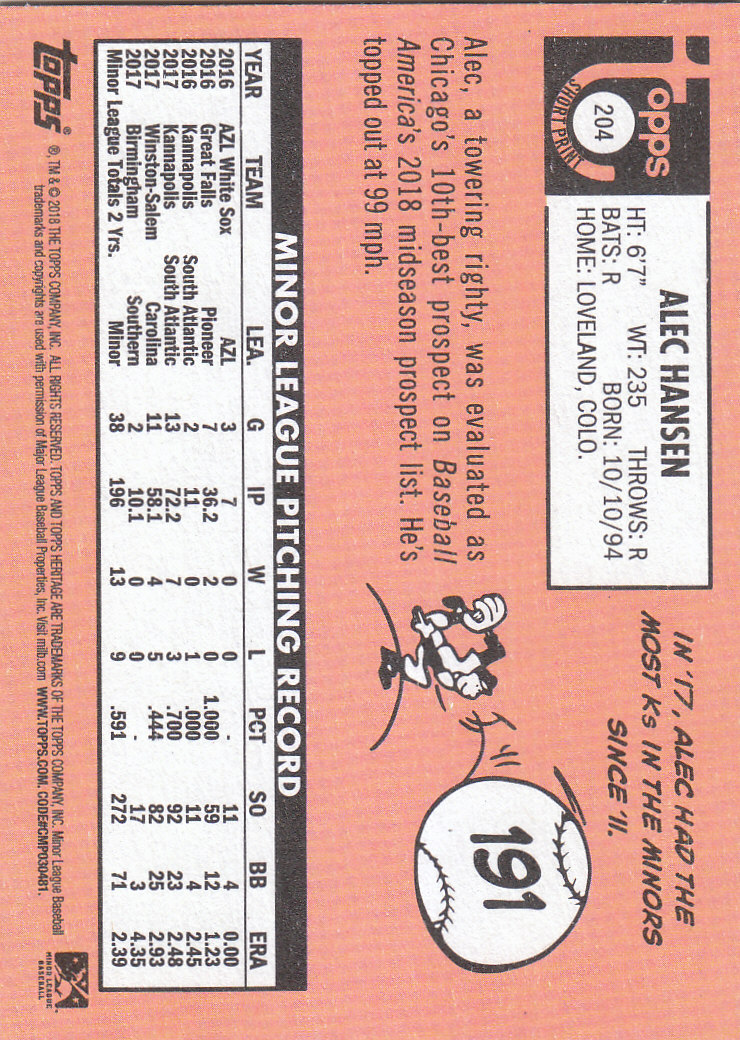 topps
204
SHORT PRINT
ALEC HANSEN
HT: 6'7" WT: 235 THROWS: R
BATS: R BORN: 10/10/94
HOME: LOVELAND, COLO.
IN '17, ALEC HAD THE
MOST Ks IN THE MINORS
SINCE '11.
191
Alec, a towering righty, was evaluated as
Chicago's 10th-best prospect on Baseball
America's 2018 midseason prospect list. He's
topped out at 99 mph.
MINOR LEAGUE PITCHING RECORD
YEAR TEAM LEA. G IP W L PCT SO BB ERA
2016 AZL White Sox AZL 3 7 0 0 - 11 4 0.00
2016 Great Falls Pioneer 7 36.2 2 0 1.000 59 12 1.23
2016 Kannapolis South Atlantic 2 11 0 1 .000 11 4 2.45
2017 Kannapolis South Atlantic 13 72.2 7 3 .700 92 23 2.48
2017 Winston-Salem Carolina 11 58.1 4 5 .444 82 25 2.93
2017 Birmingham Southern 2 10.1 0 0 - 17 3 4.35
Minor League Totals 2 Yrs. Minor 38 196 13 9 .591 272 71 2.39
topps®
®, TM & © 2018 THE TOPPS COMPANY, INC. ALL RIGHTS RESERVED. TOPPS AND TOPPS HERITAGE ARE TRADEMARKS OF THE TOPPS COMPANY, INC. Minor League Baseball
trademarks and copyrights are used with permission of Major League Baseball Properties, Inc. Visit milb.com WWW.TOPPS.COM. CODE#CMP030481.
MINOR LEAGUE
BASEBALL